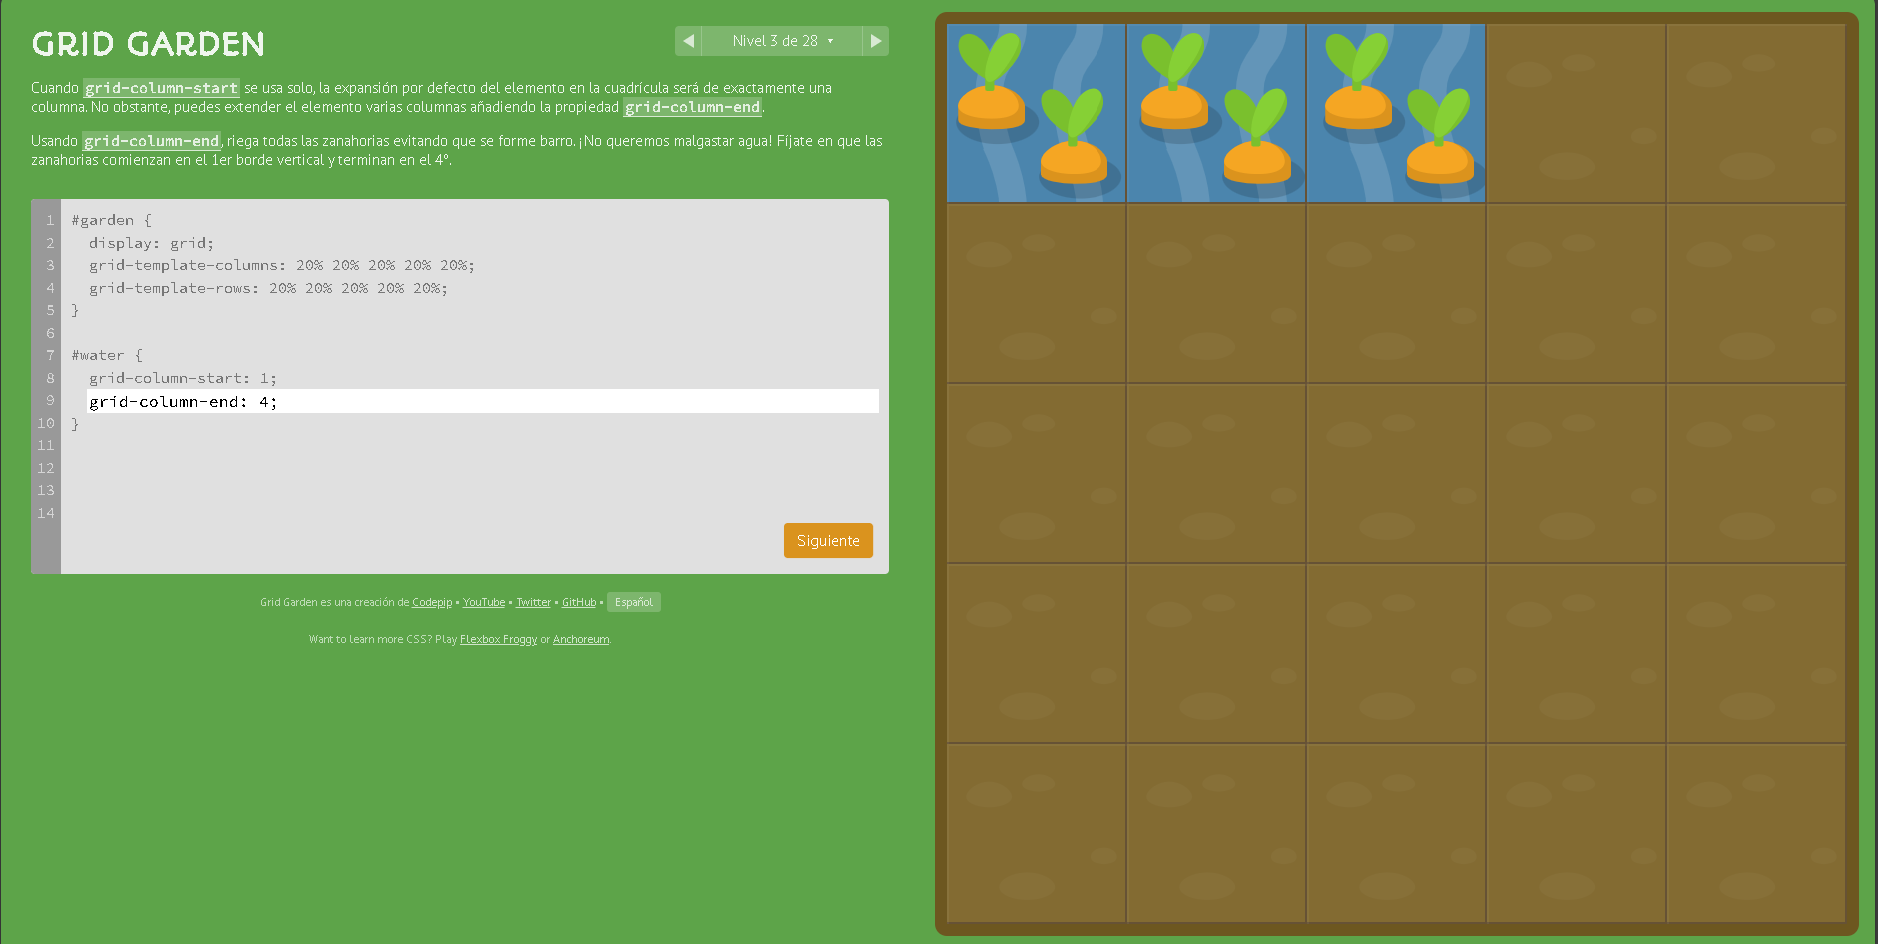 GRID GARDEN
◀ Nivel 3 de 28 ▾ ▶
Cuando grid-column-start se usa solo, la expansión por defecto del elemento en la cuadrícula será de exactamente una
columna. No obstante, puedes extender el elemento varias columnas añadiendo la propiedad grid-column-end.
Usando grid-column-end, riega todas las zanahorias evitando que se forme barro. ¡No queremos malgastar agua! Fíjate en que las
zanahorias comienzan en el 1er borde vertical y terminan en el 4º.
1 #garden {
2 display: grid;
3 grid-template-columns: 20% 20% 20% 20% 20%;
4 grid-template-rows: 20% 20% 20% 20% 20%;
5 }
6
7 #water {
8 grid-column-start: 1;
9 grid-column-end: 4;
10 }
11
12
13
14
Siguiente
Grid Garden es una creación de Codepip • YouTube • Twitter • GitHub • Español
Want to learn more CSS? Play Flexbox Froggy or Anchoreum.